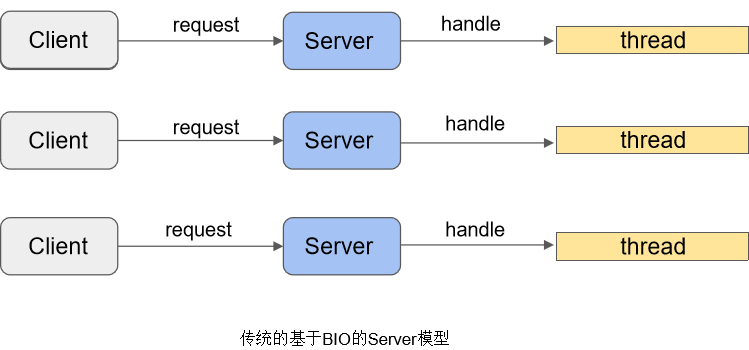 Client request Server handle thread
Client request Server handle thread
Client request Server handle thread
传统的基于BIO的Server模型